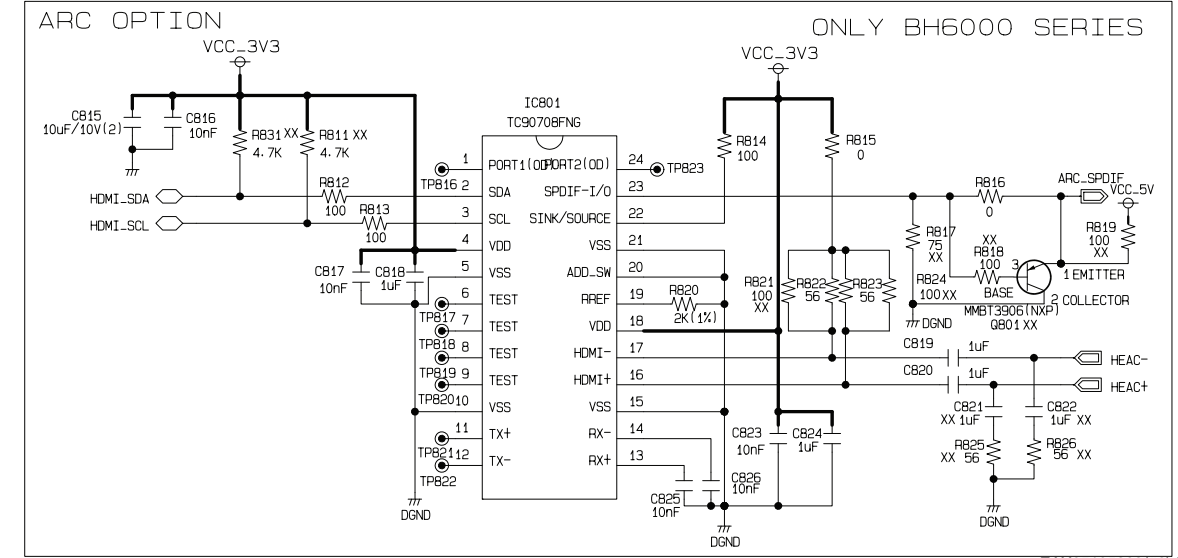 ARC OPTION
ONLY BH6000 SERIES
VCC_3V3
VCC_3V3
C815
10uF/10V(2)
C816
10nF
R831 XX
4.7K
R811 XX
4.7K
IC801
TC90708FNG
R814
100
R815
0
HDMI_SDA
HDMI_SCL
R812
100
R813
100
TP816
TP823
1 PORT1(OD)
2 SDA
3 SCL
4 VDD
5 VSS
6 TEST
7 TEST
8 TEST
9 TEST
10 VSS
11 TX+
12 TX-
PORT2(OD) 24
SPDIF-I/O 23
SINK/SOURCE 22
VSS 21
ADD_SW 20
RREF 19
VDD 18
HDMI- 17
HDMI+ 16
VSS 15
RX- 14
RX+ 13
C817
10nF
C818
1uF
TP817
TP818
TP819
TP820
TP821
TP822
DGND
R820
2K(1%)
R821
100
XX
R822
56
R823
56
R816
0
ARC_SPDIF
VCC_5V
R817
75
XX
R824
100XX
DGND
XX
R818
100
BASE
3
1 EMITTER
2 COLLECTOR
MMBT3906(NXP)
Q801 XX
R819
100
XX
C819
1uF
C820
1uF
HEAC-
HEAC+
C821
XX 1uF
C822
1uF XX
R825
XX 56
R826
56 XX
DGND
C823
10nF
C824
1uF
C825
10nF
C826
10nF
DGND